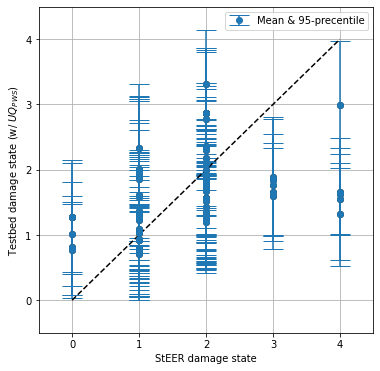 Mean & 95-precentile
Testbed damage state (w/ UQ_PWS)
4
3
2
1
0
0 1 2 3 4
StEER damage state